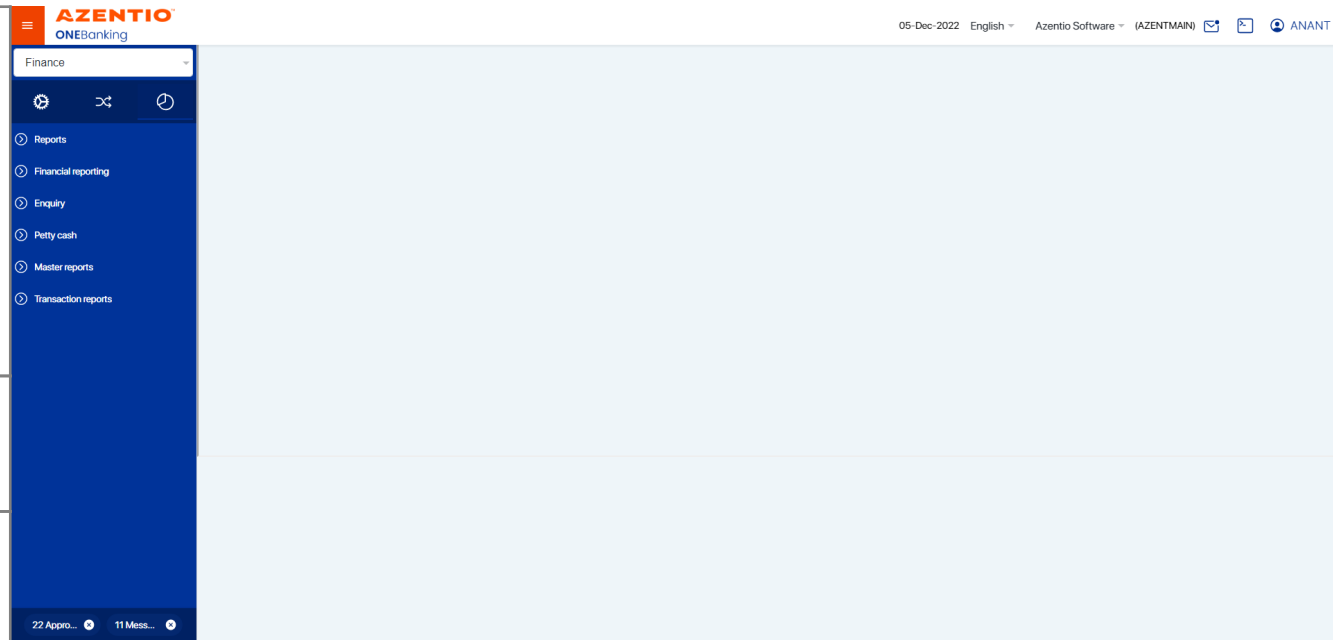 AZENTIO™
ONEBanking
05-Dec-2022 English Azentio Software (AZENTMAIN) ANANT
Finance
Reports
Financial reporting
Enquiry
Petty cash
Master reports
Transaction reports
22 Appro... 11 Mess...